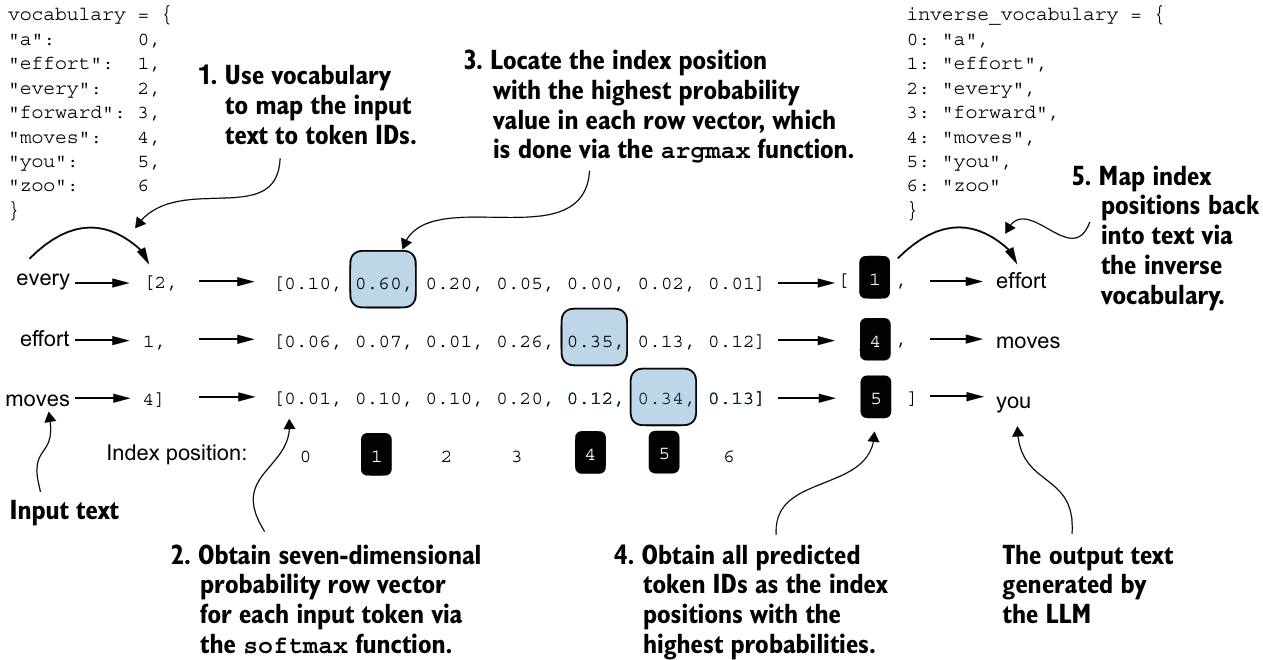 vocabulary = {
"a": 0,
"effort": 1,
"every": 2,
"forward": 3,
"moves": 4,
"you": 5,
"zoo": 6
}
1. Use vocabulary
to map the input
text to token IDs.
3. Locate the index position
with the highest probability
value in each row vector, which
is done via the argmax function.
inverse_vocabulary = {
0: "a",
1: "effort",
2: "every",
3: "forward",
4: "moves",
5: "you",
6: "zoo"
}
5. Map index
positions back
into text via
the inverse
vocabulary.
every [2, [0.10, 0.60, 0.20, 0.05, 0.00, 0.02, 0.01] [ 1 , effort
effort 1, [0.06, 0.07, 0.01, 0.26, 0.35, 0.13, 0.12] 4 , moves
moves 4] [0.01, 0.10, 0.10, 0.20, 0.12, 0.34, 0.13] 5 ] you
Index position: 0 1 2 3 4 5 6
Input text
2. Obtain seven-dimensional
probability row vector
for each input token via
the softmax function.
4. Obtain all predicted
token IDs as the index
positions with the
highest probabilities.
The output text
generated by
the LLM